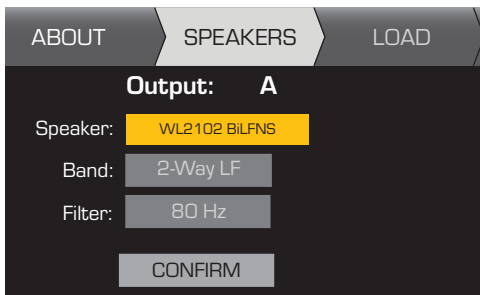 ABOUT SPEAKERS LOAD
Output: A
Speaker: WL2102 BiLFNS
Band: 2-Way LF
Filter: 80 Hz
CONFIRM